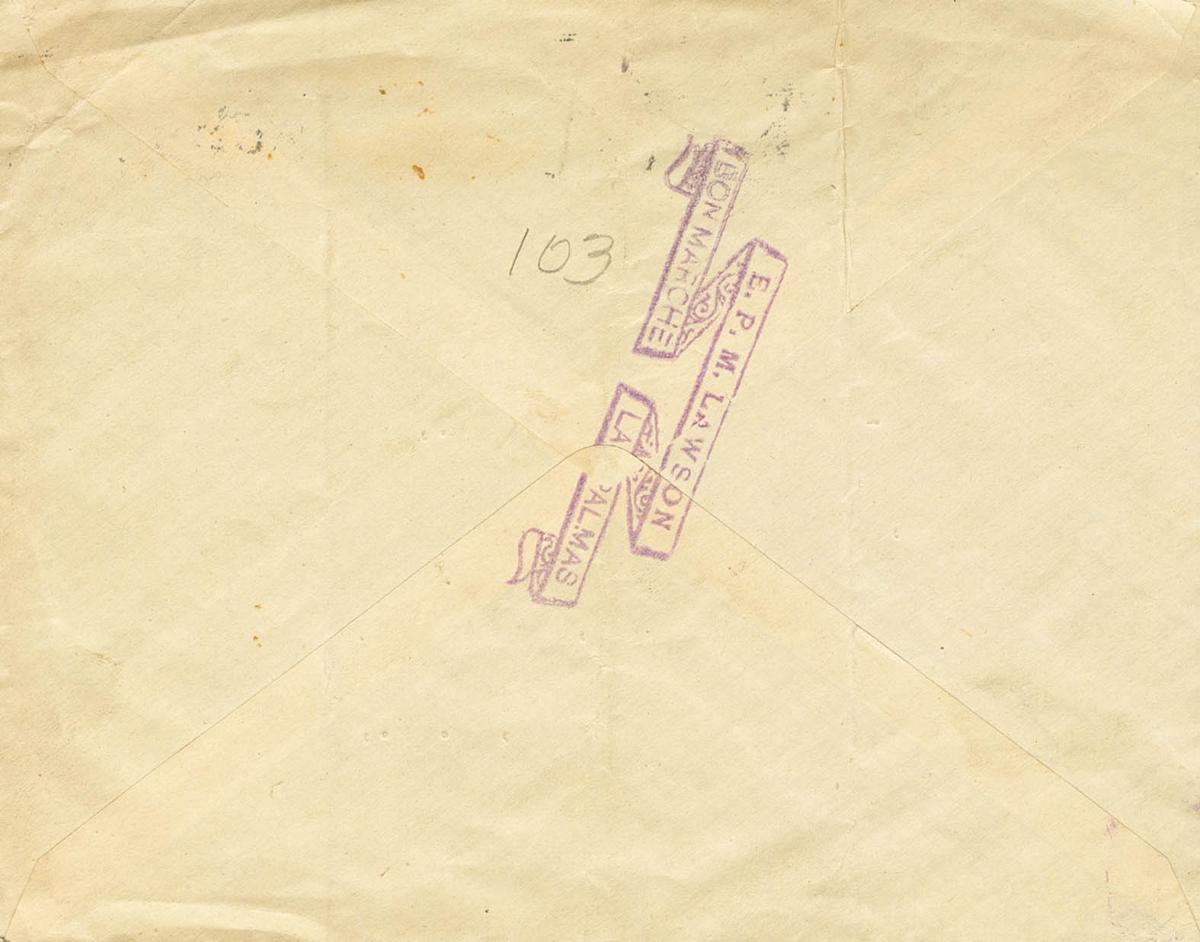 103
BON MARCHE
E. P. M. LAWSON
LAS PALMAS